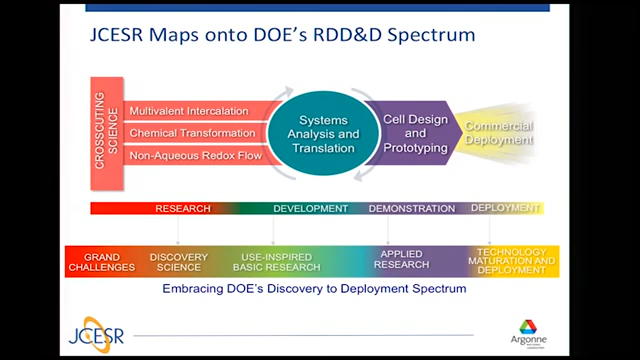 JCESR Maps onto DOE's RDD&D Spectrum
CROSSCUTTING
SCIENCE
Multivalent Intercalation
Chemical Transformation
Non-Aqueous Redox Flow
Systems
Analysis and
Translation
Cell Design
and
Prototyping
Commercial
Deployment
RESEARCH
DEVELOPMENT
DEMONSTRATION
DEPLOYMENT
GRAND
CHALLENGES
DISCOVERY
SCIENCE
USE-INSPIRED
BASIC RESEARCH
APPLIED
RESEARCH
TECHNOLOGY
MATURATION AND
DEPLOYMENT
Embracing DOE's Discovery to Deployment Spectrum
JCESR
Argonne